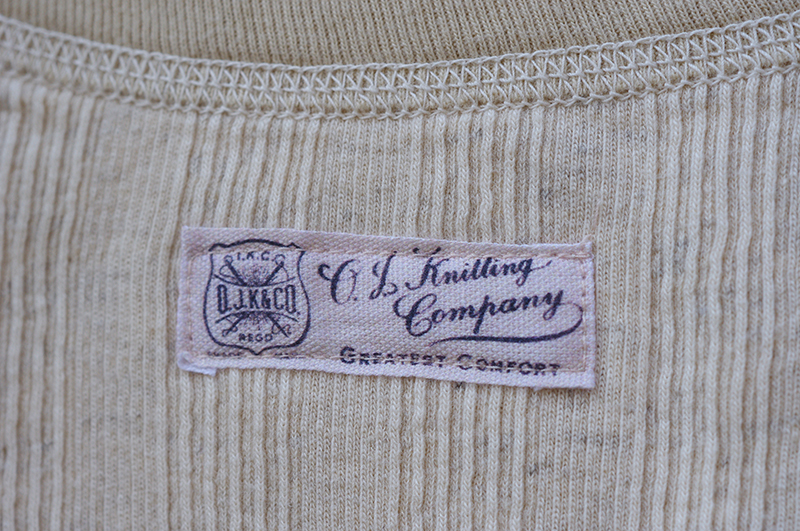 I.K.C.
O.J.K&CO.
REGD
O. J. Knitting
Company
GREATEST COMFORT